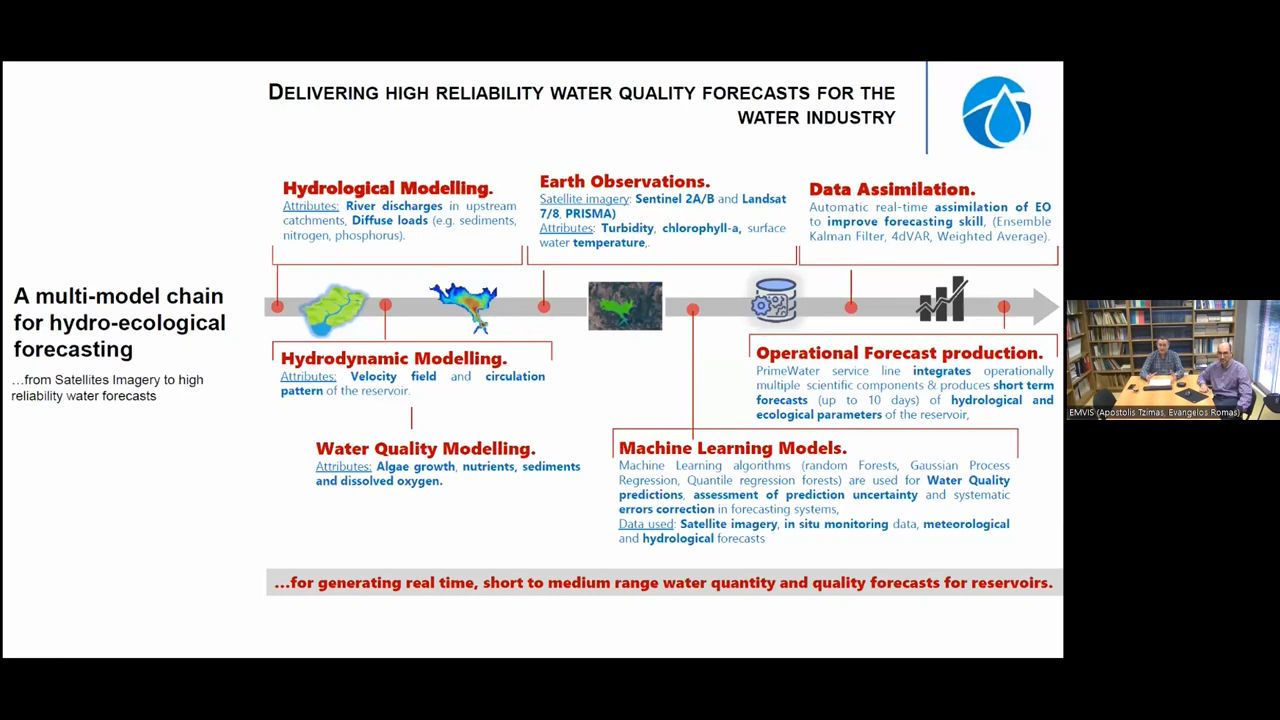 DELIVERING HIGH RELIABILITY WATER QUALITY FORECASTS FOR THE
WATER INDUSTRY
A multi-model chain
for hydro-ecological
forecasting
...from Satellites Imagery to high
reliability water forecasts
Hydrological Modelling.
Attributes: River discharges in upstream
catchments, Diffuse loads (e.g. sediments,
nitrogen, phosphorus).
Earth Observations.
Satellite imagery: Sentinel 2A/B and Landsat
7/8, PRISMA)
Attributes: Turbidity, chlorophyll-a, surface
water temperature,.
Data Assimilation.
Automatic real-time assimilation of EO
to improve forecasting skill, (Ensemble
Kalman Filter, 4dVAR, Weighted Average).
Hydrodynamic Modelling.
Attributes: Velocity field and circulation
pattern of the reservoir.
Water Quality Modelling.
Attributes: Algae growth, nutrients, sediments
and dissolved oxygen.
Machine Learning Models.
Machine Learning algorithms (random Forests, Gaussian Process
Regression, Quantile regression forests) are used for Water Quality
predictions, assessment of prediction uncertainty and systematic
errors correction in forecasting systems,
Data used: Satellite imagery, in situ monitoring data, meteorological
and hydrological forecasts
Operational Forecast production.
PrimeWater service line integrates operationally
multiple scientific components & produces short term
forecasts (up to 10 days) of hydrological and
ecological parameters of the reservoir,
...for generating real time, short to medium range water quantity and quality forecasts for reservoirs.
EMVIS (Apostolis Tzimas, Evangelos Romas)